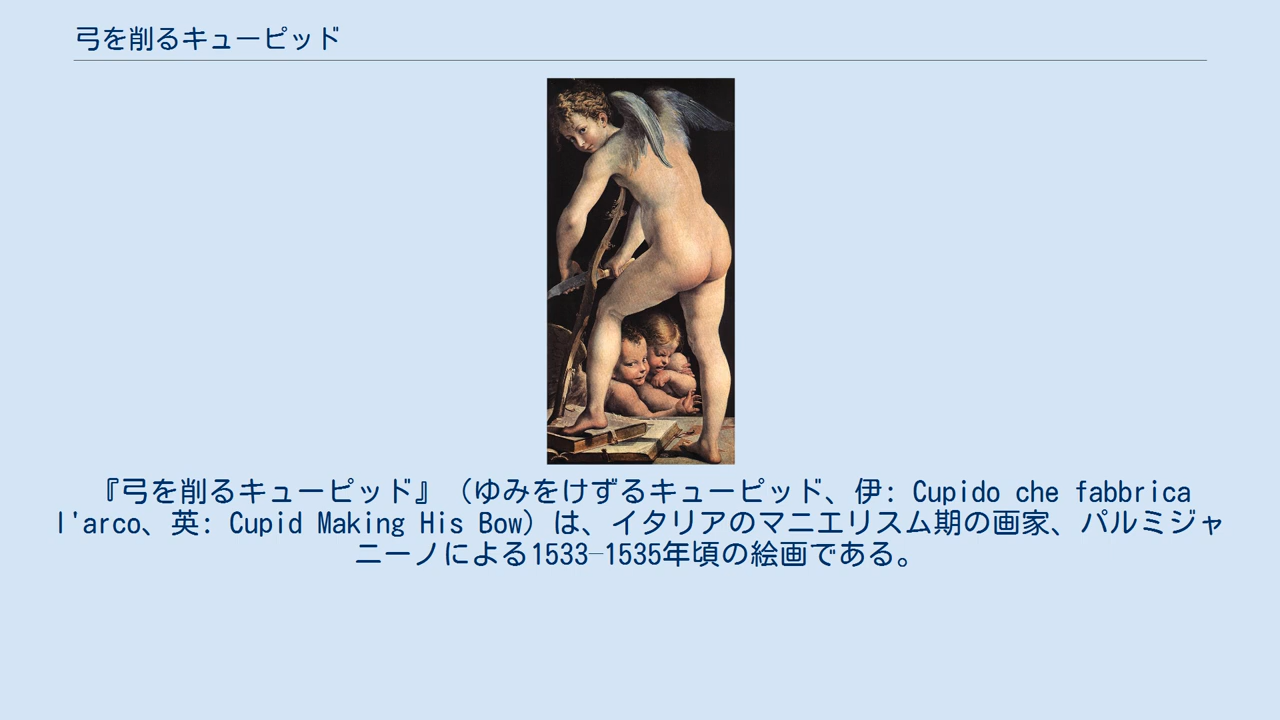 弓を削るキューピッド
『弓を削るキューピッド』（ゆみをけずるキューピッド、伊: Cupido che fabbrica
l'arco、英: Cupid Making His Bow）は、イタリアのマニエリスム期の画家、パルミジャ
ニーノによる1533–1535年頃の絵画である。